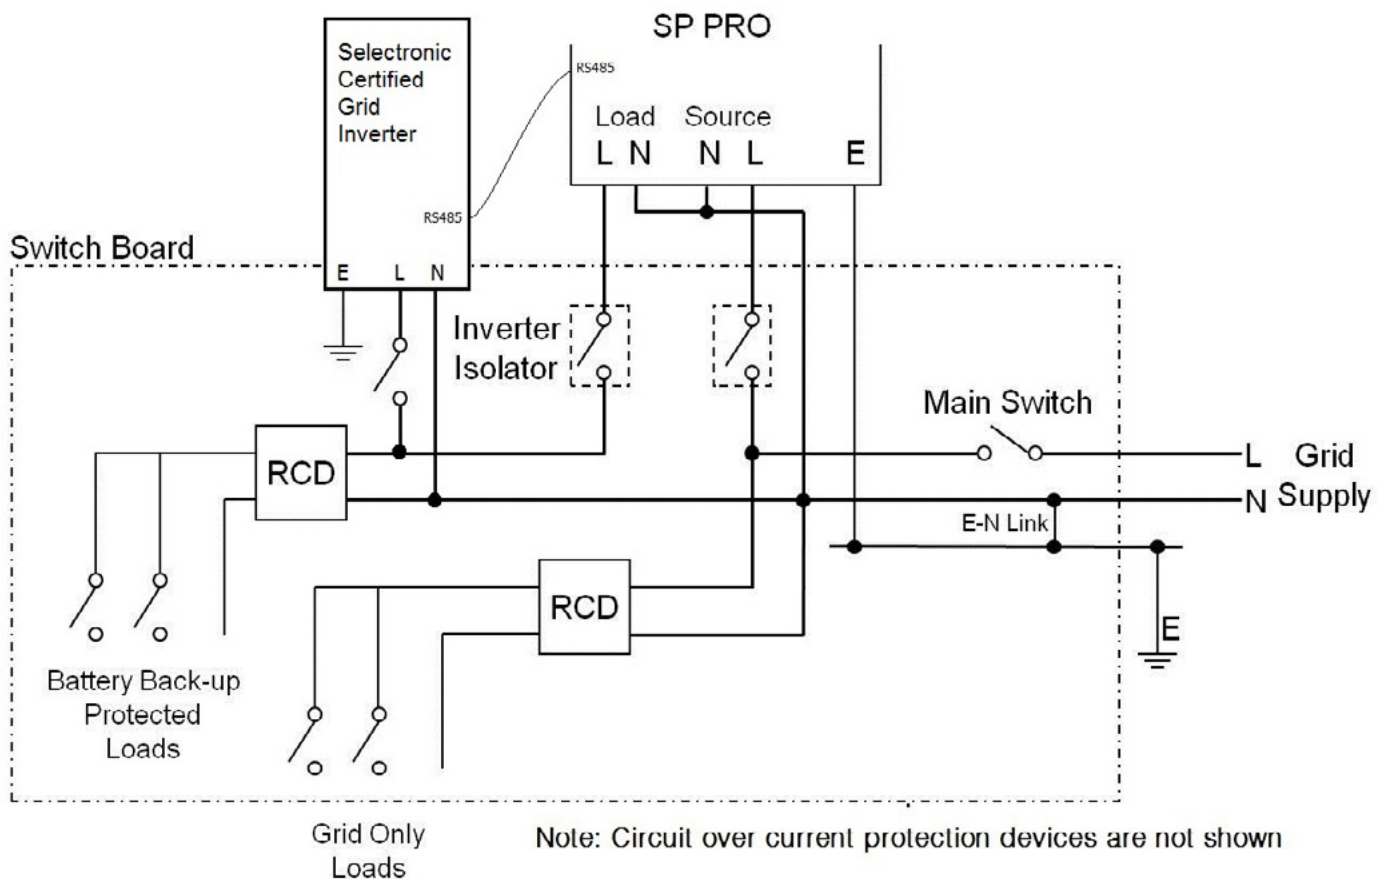 SP PRO
Selectronic
Certified
Grid
Inverter
RS485
RS485
Load Source
L N N L E
E L N
Switch Board
Inverter
Isolator
Main Switch
RCD
L Grid
N Supply
E-N Link
RCD
E
Battery Back-up
Protected
Loads
Grid Only
Loads
Note: Circuit over current protection devices are not shown